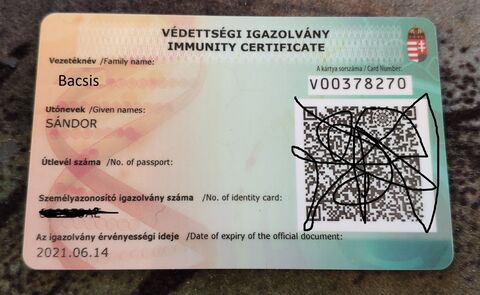 VÉDETTSÉGI IGAZOLVÁNY
IMMUNITY CERTIFICATE
Vezetéknév /Family name:
Bacsis
A kártya sorszáma / Card Number:
V00378270
Utónevek /Given names:
SÁNDOR
Útlevél száma /No. of passport:
Személyazonosító igazolvány száma /No. of identity card:
Az igazolvány érvényességi ideje /Date of expiry of the official document:
2021.06.14